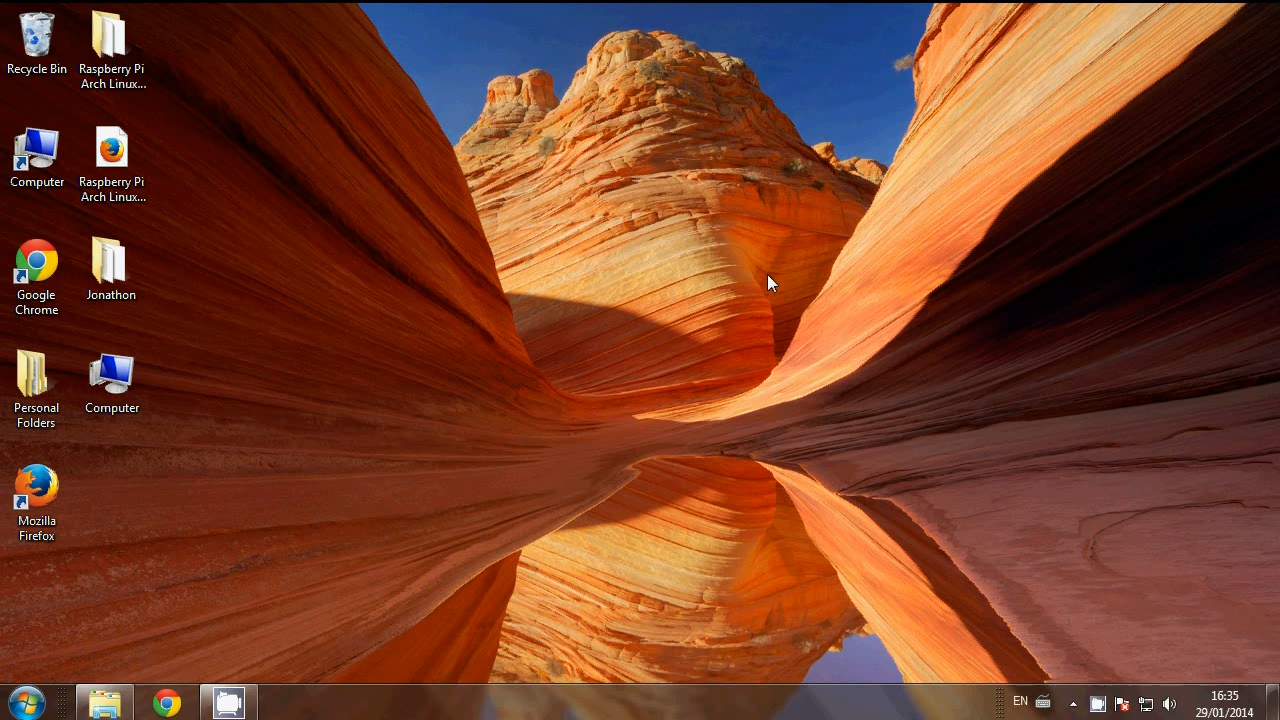 Recycle Bin
Raspberry Pi
Arch Linux...
Computer
Raspberry Pi
Arch Linux...
Google
Chrome
Jonathon
Personal
Folders
Computer
Mozilla
Firefox
EN
16:35
29/01/2014